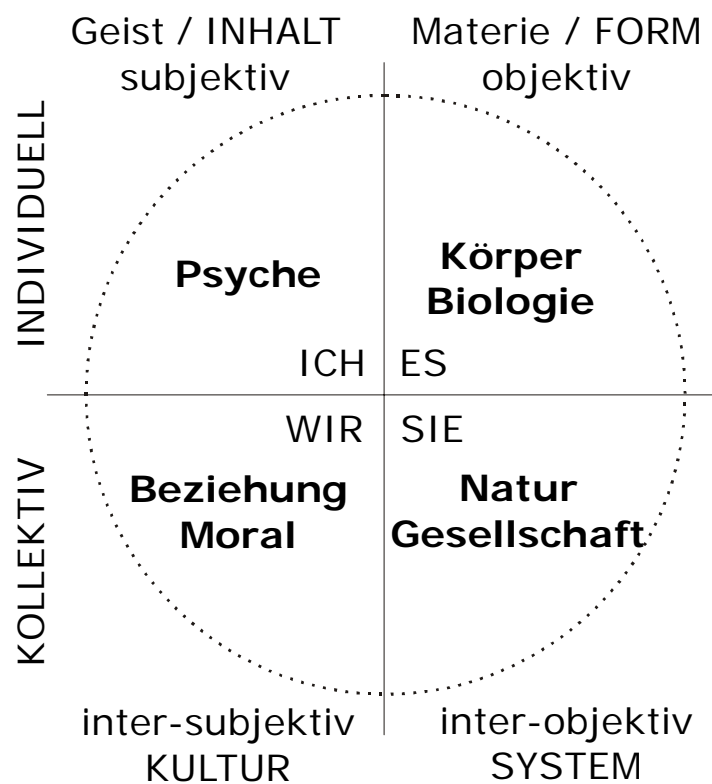 Geist / INHALT
subjektiv
Materie / FORM
objektiv
INDIVIDUELL
Psyche
Körper
Biologie
ICH
ES
WIR
SIE
KOLLEKTIV
Beziehung
Moral
Natur
Gesellschaft
inter-subjektiv
KULTUR
inter-objektiv
SYSTEM